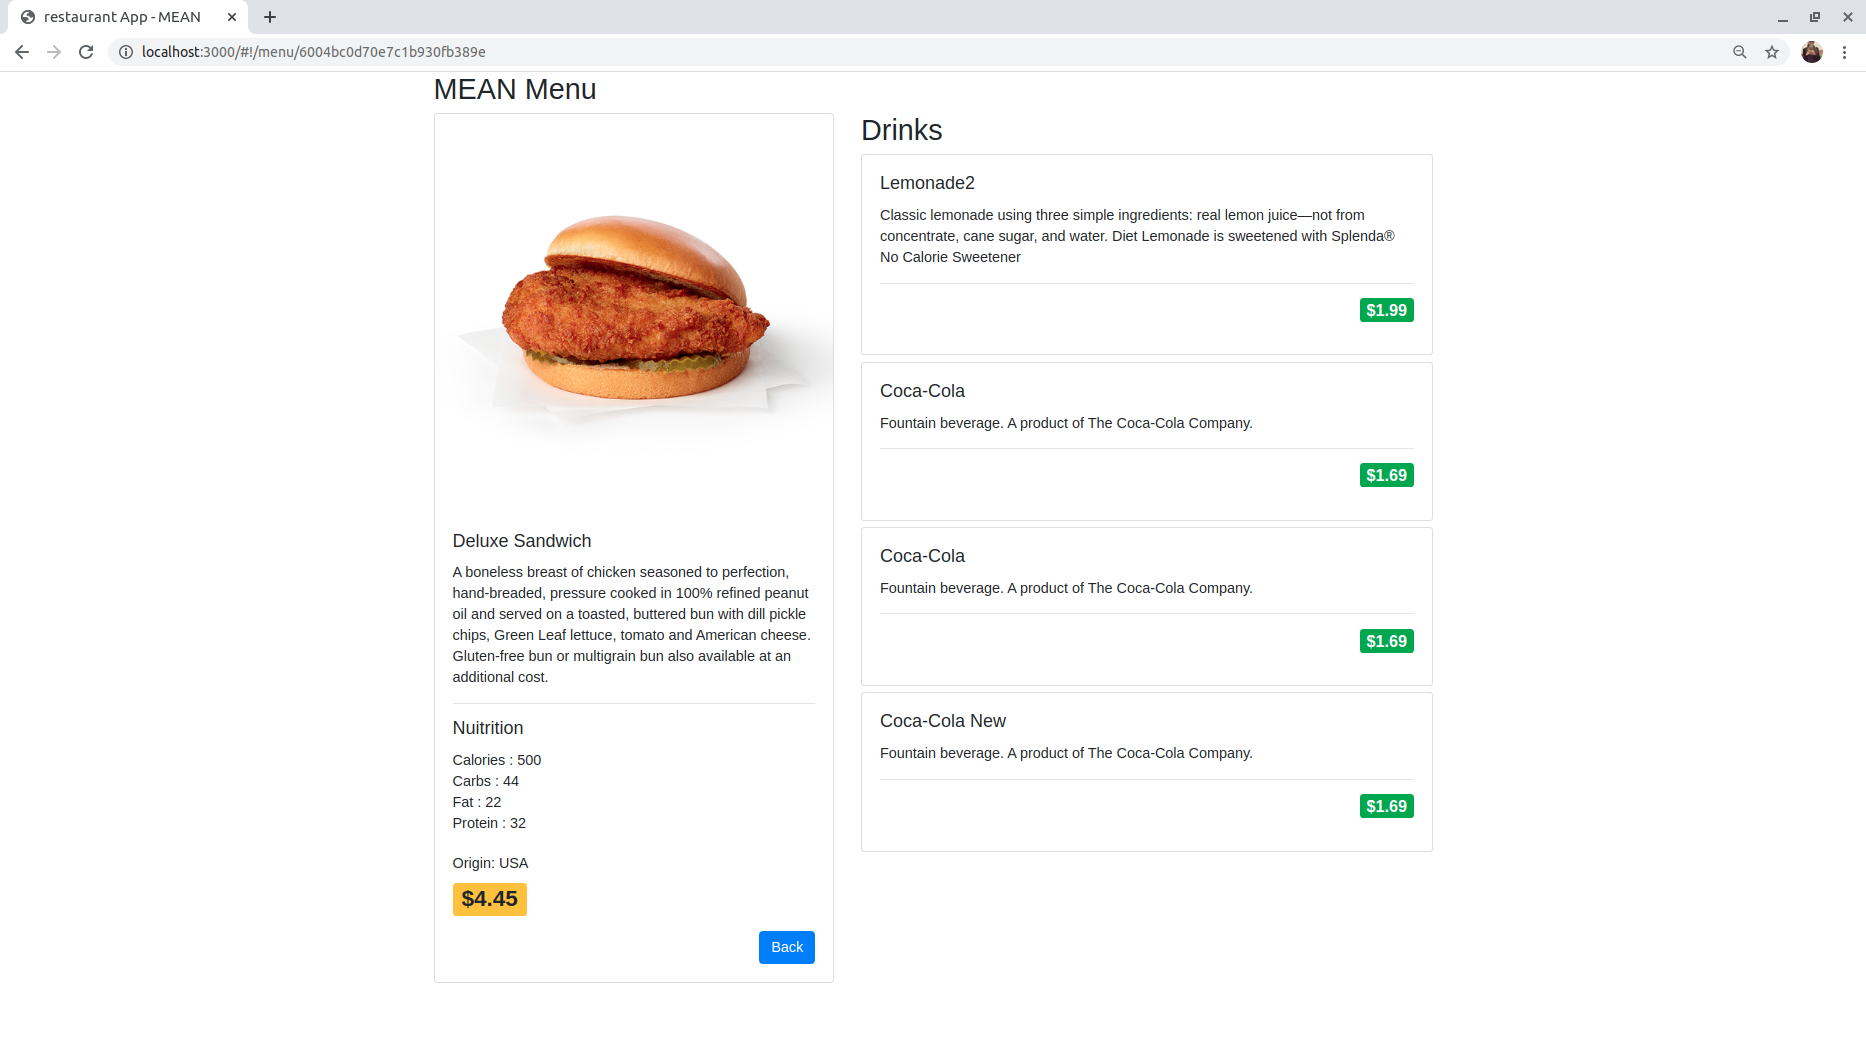 restaurant App - MEAN
localhost:3000/#!/menu/6004bc0d70e7c1b930fb389e
MEAN Menu
Deluxe Sandwich
A boneless breast of chicken seasoned to perfection,
hand-breaded, pressure cooked in 100% refined peanut
oil and served on a toasted, buttered bun with dill pickle
chips, Green Leaf lettuce, tomato and American cheese.
Gluten-free bun or multigrain bun also available at an
additional cost.
Nuitrition
Calories : 500
Carbs : 44
Fat : 22
Protein : 32
Origin: USA
$4.45
Back
Drinks
Lemonade2
Classic lemonade using three simple ingredients: real lemon juice—not from
concentrate, cane sugar, and water. Diet Lemonade is sweetened with Splenda®
No Calorie Sweetener
$1.99
Coca-Cola
Fountain beverage. A product of The Coca-Cola Company.
$1.69
Coca-Cola
Fountain beverage. A product of The Coca-Cola Company.
$1.69
Coca-Cola New
Fountain beverage. A product of The Coca-Cola Company.
$1.69